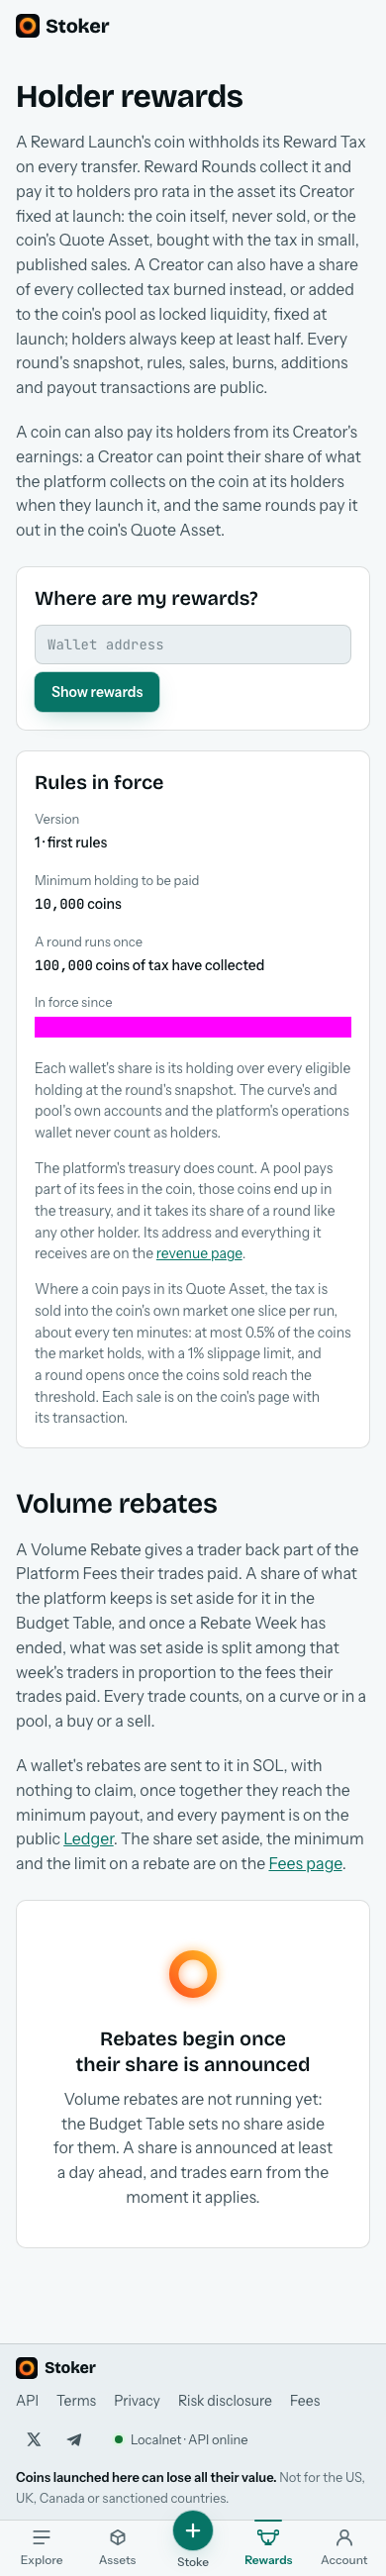 Stoker
Holder rewards
A Reward Launch's coin withholds its Reward Tax
on every transfer. Reward Rounds collect it and
pay it to holders pro rata in the asset its Creator
fixed at launch: the coin itself, never sold, or the
coin's Quote Asset, bought with the tax in small,
published sales. A Creator can also have a share
of every collected tax burned instead, or added
to the coin's pool as locked liquidity, fixed at
launch; holders always keep at least half. Every
round's snapshot, rules, sales, burns, additions
and payout transactions are public.
A coin can also pay its holders from its Creator's
earnings: a Creator can point their share of what
the platform collects on the coin at its holders
when they launch it, and the same rounds pay it
out in the coin's Quote Asset.
Where are my rewards?
Wallet address
Show rewards
Rules in force
Version
1 · first rules
Minimum holding to be paid
10,000 coins
A round runs once
100,000 coins of tax have collected
In force since
Each wallet's share is its holding over every eligible
holding at the round's snapshot. The curve's and
pool's own accounts and the platform's operations
wallet never count as holders.
The platform's treasury does count. A pool pays
part of its fees in the coin, those coins end up in
the treasury, and it takes its share of a round like
any other holder. Its address and everything it
receives are on the revenue page.
Where a coin pays in its Quote Asset, the tax is
sold into the coin's own market one slice per run,
about every ten minutes: at most 0.5% of the coins
the market holds, with a 1% slippage limit, and
a round opens once the coins sold reach the
threshold. Each sale is on the coin's page with
its transaction.
Volume rebates
A Volume Rebate gives a trader back part of the
Platform Fees their trades paid. A share of what
the platform keeps is set aside for it in the
Budget Table, and once a Rebate Week has
ended, what was set aside is split among that
week's traders in proportion to the fees their
trades paid. Every trade counts, on a curve or in a
pool, a buy or a sell.
A wallet's rebates are sent to it in SOL, with
nothing to claim, once together they reach the
minimum payout, and every payment is on the
public Ledger. The share set aside, the minimum
and the limit on a rebate are on the Fees page.
Rebates begin once
their share is announced
Volume rebates are not running yet:
the Budget Table sets no share aside
for them. A share is announced at least
a day ahead, and trades earn from the
moment it applies.
Stoker
API Terms Privacy Risk disclosure Fees
Localnet · API online
Coins launched here can lose all their value. Not for the US,
UK, Canada or sanctioned countries.
Explore Assets Stoke Rewards Account